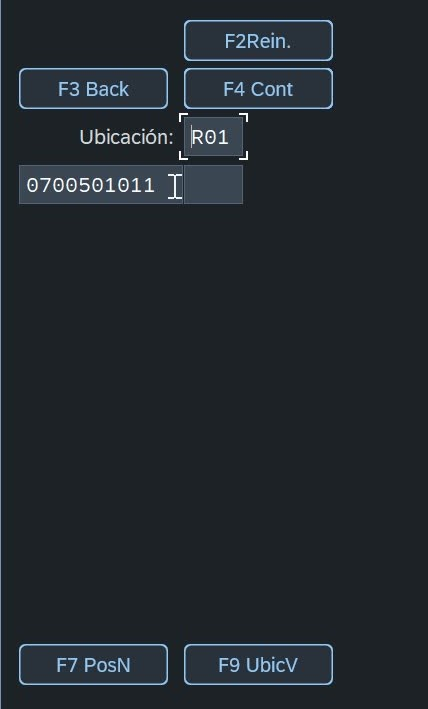 F2Rein.
F3 Back F4 Cont
Ubicación: R01
0700501011
F7 PosN F9 UbicV